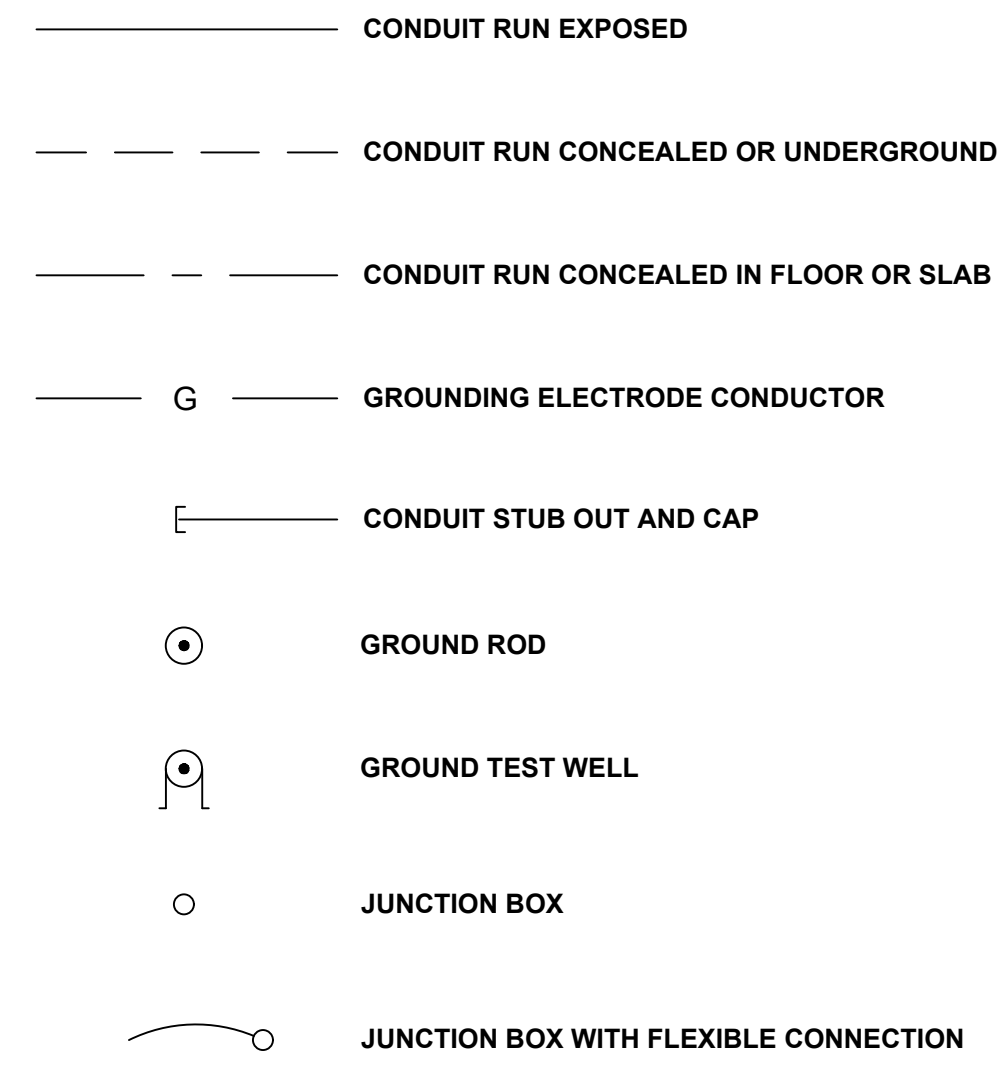 CONDUIT RUN EXPOSED
CONDUIT RUN CONCEALED OR UNDERGROUND
CONDUIT RUN CONCEALED IN FLOOR OR SLAB
G GROUNDING ELECTRODE CONDUCTOR
CONDUIT STUB OUT AND CAP
GROUND ROD
GROUND TEST WELL
JUNCTION BOX
JUNCTION BOX WITH FLEXIBLE CONNECTION